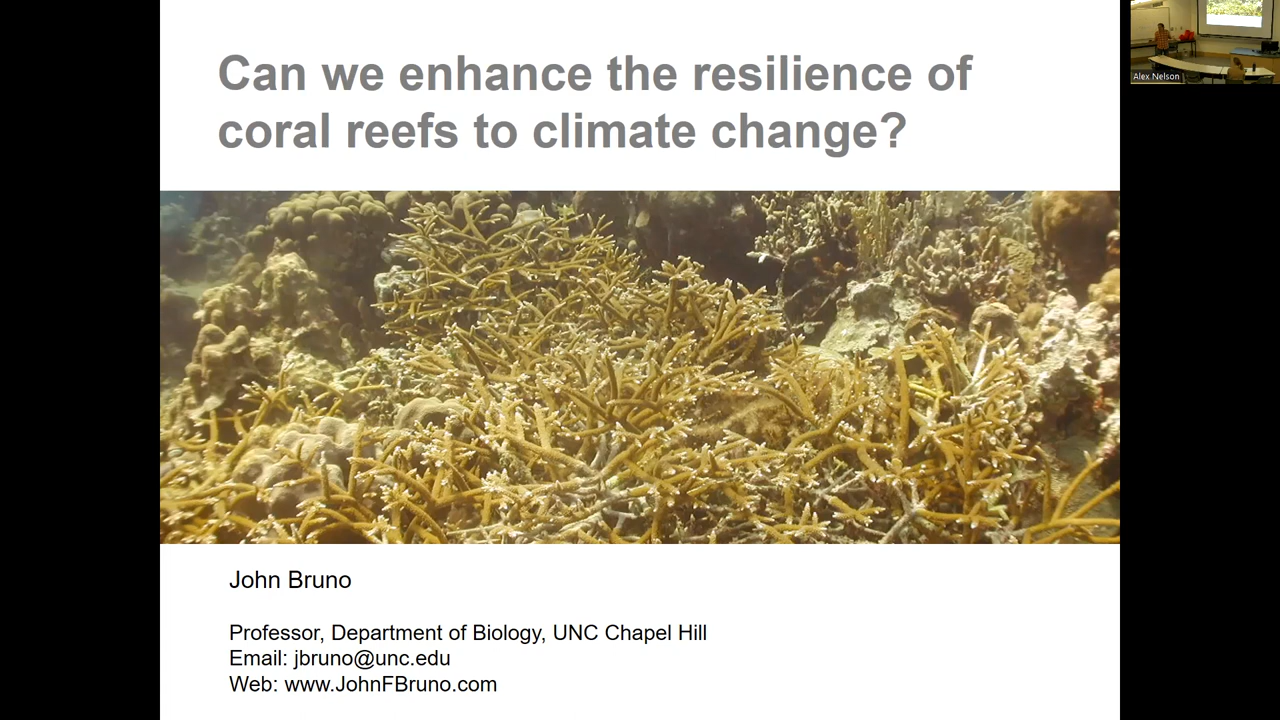 Can we enhance the resilience of
coral reefs to climate change?
Alex Nelson
John Bruno
Professor, Department of Biology, UNC Chapel Hill
Email: jbruno@unc.edu
Web: www.JohnFBruno.com